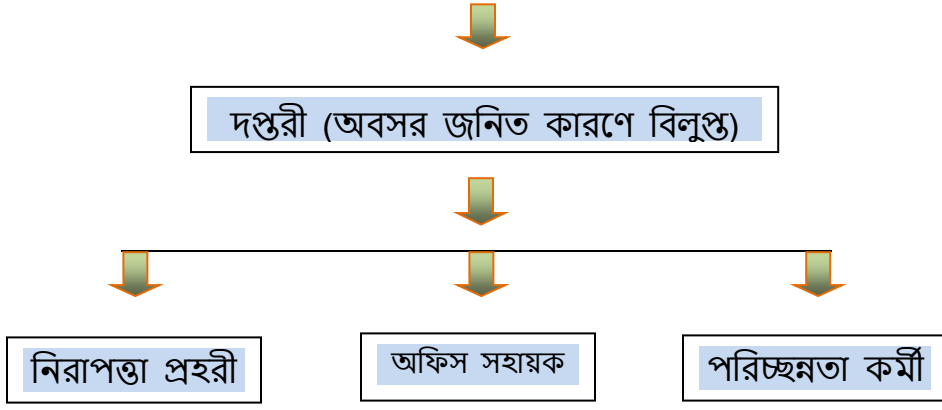 দপ্তরী (অবসর জনিত কারণে বিলুপ্ত)
নিরাপত্তা প্রহরী
অফিস সহায়ক
পরিচ্ছন্নতা কর্মী